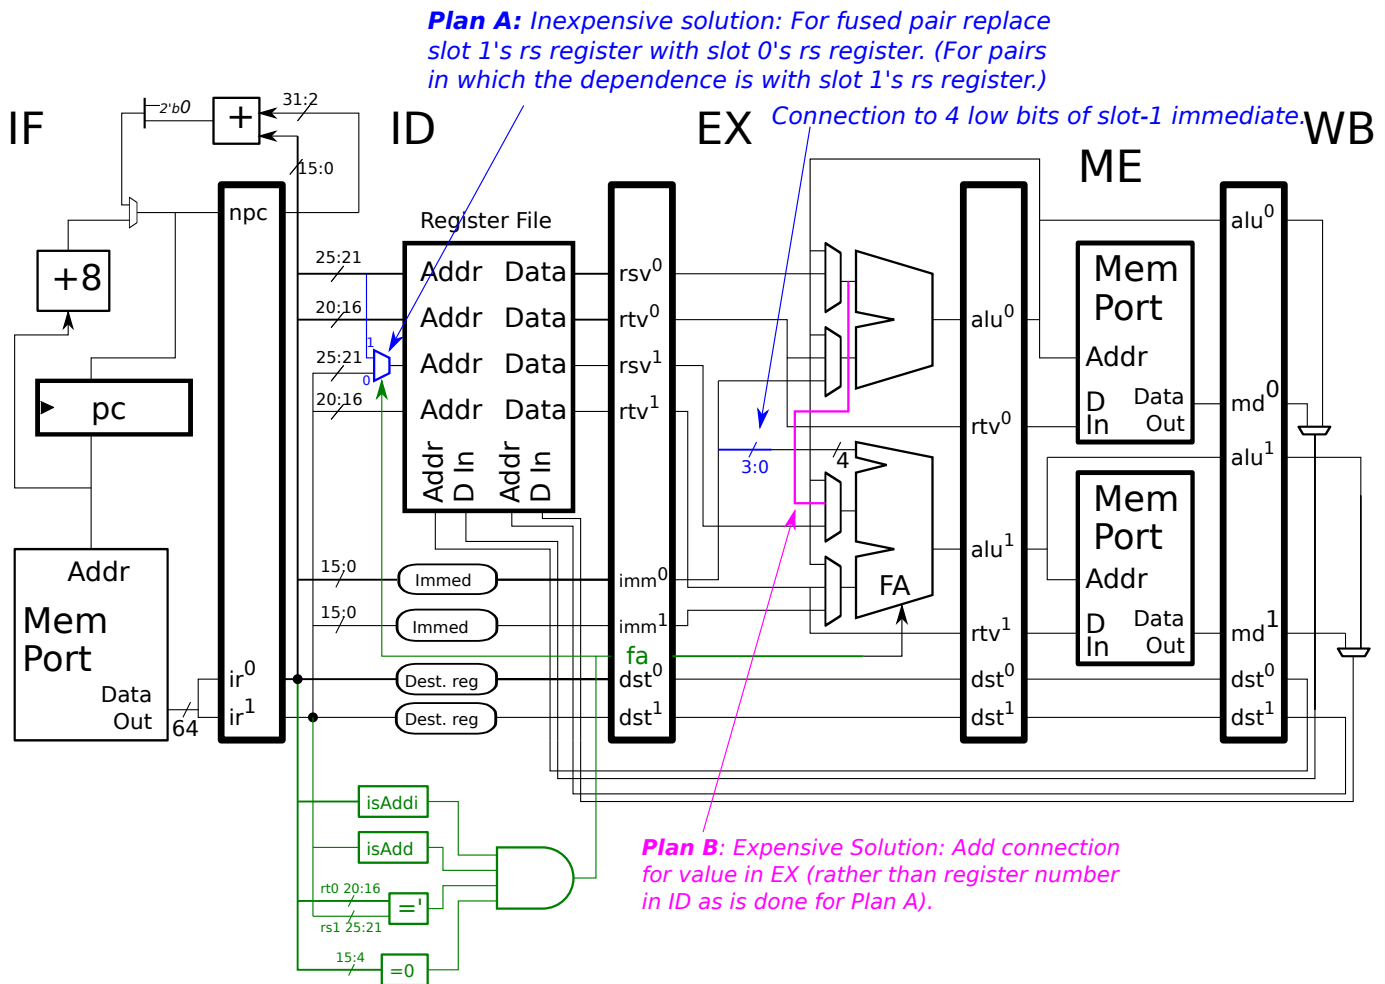 Plan A: Inexpensive solution: For fused pair replace
slot 1's rs register with slot 0's rs register. (For pairs
in which the dependence is with slot 1's rs register.)
Connection to 4 low bits of slot-1 immediate.
IF
ID
EX
ME
WB
2'b0
+
31:2
15:0
+8
pc
Addr
Mem
Port
Data
Out
64
npc
ir0
ir1
Register File
25:21
20:16
25:21
20:16
1
0
Addr Data
Addr Data
Addr Data
Addr Data
Addr
D In
Addr
D In
15:0
Immed
15:0
Immed
Dest. reg
Dest. reg
rsv0
rtv0
rsv1
rtv1
imm0
imm1
fa
dst0
dst1
3:0
4
FA
alu0
rtv0
alu1
rtv1
dst0
dst1
Mem
Port
Addr
D
In
Data
Out
Mem
Port
Addr
D
In
Data
Out
alu0
md0
alu1
md1
dst0
dst1
isAddi
isAdd
rt0 20:16
='
rs1 25:21
15:4
=0
Plan B: Expensive Solution: Add connection
for value in EX (rather than register number
in ID as is done for Plan A).